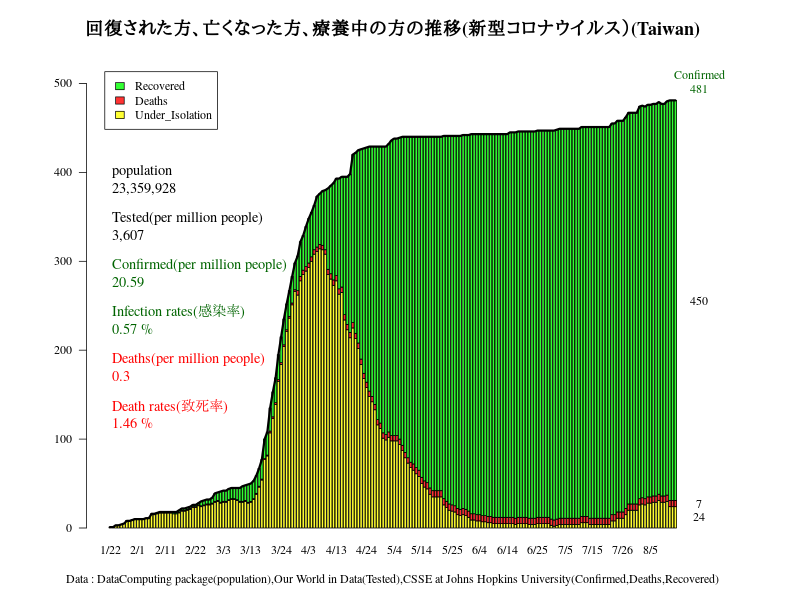 回復された方、亡くなった方、療養中の方の推移(新型コロナウイルス）(Taiwan)
Confirmed
481
Recovered
Deaths
Under_Isolation
population
23,359,928
Tested(per million people)
3,607
Confirmed(per million people)
20.59
Infection rates(感染率)
0.57 %
Deaths(per million people)
0.3
Death rates(致死率)
1.46 %
500
400
300
200
100
0
450
7
24
1/22 2/1 2/11 2/22 3/3 3/13 3/24 4/3 4/13 4/24 5/4 5/14 5/25 6/4 6/14 6/25 7/5 7/15 7/26 8/5
Data : DataComputing package(population),Our World in Data(Tested),CSSE at Johns Hopkins University(Confirmed,Deaths,Recovered)